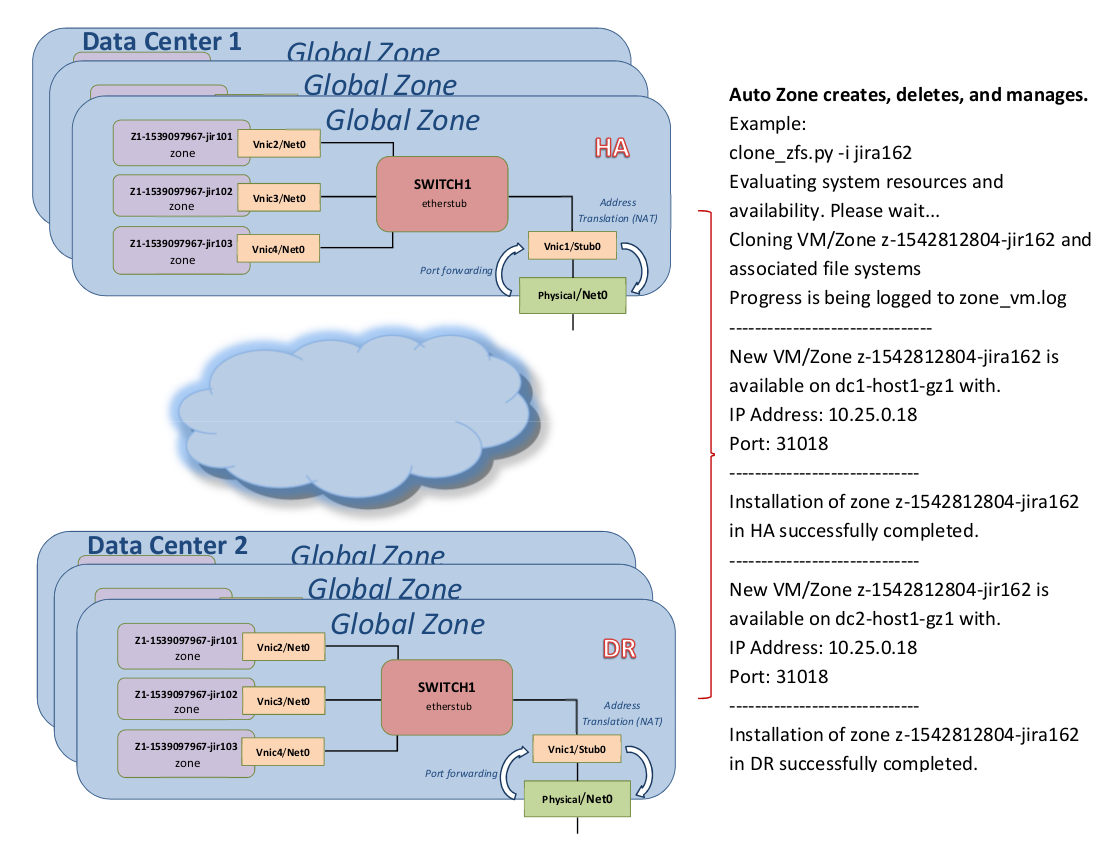 Data Center 1
Global Zone
Global Zone
Global Zone
HA
Z1-1539097967-jir101
zone
Vnic2/Net0
Z1-1539097967-jir102
zone
Vnic3/Net0
Z1-1539097967-jir103
zone
Vnic4/Net0
SWITCH1
etherstub
Address
Translation (NAT)
Vnic1/Stub0
Port forwarding
Physical/Net0
Data Center 2
Global Zone
Global Zone
Global Zone
DR
Z1-1539097967-jir101
zone
Vnic2/Net0
Z1-1539097967-jir102
zone
Vnic3/Net0
Z1-1539097967-jir103
zone
Vnic4/Net0
SWITCH1
etherstub
Address
Translation (NAT)
Vnic1/Stub0
Port forwarding
Physical/Net0
Auto Zone creates, deletes, and manages.
Example:
clone_zfs.py -i jira162
Evaluating system resources and
availability. Please wait...
Cloning VM/Zone z-1542812804-jir162 and
associated file systems
Progress is being logged to zone_vm.log
--------------------------------
New VM/Zone z-1542812804-jira162 is
available on dc1-host1-gz1 with.
IP Address: 10.25.0.18
Port: 31018
------------------------------
Installation of zone z-1542812804-jira162
in HA successfully completed.
------------------------------
New VM/Zone z-1542812804-jir162 is
available on dc2-host1-gz1 with.
IP Address: 10.25.0.18
Port: 31018
------------------------------
Installation of zone z-1542812804-jira162
in DR successfully completed.